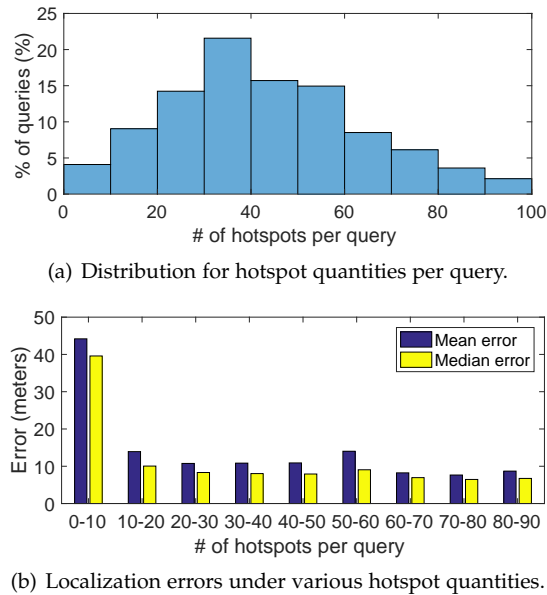 25
20
15
10
5
0
% of queries (%)
0 20 40 60 80 100
# of hotspots per query
(a) Distribution for hotspot quantities per query.
50
40
30
20
10
0
Error (meters)
Mean error
Median error
0-10 10-20 20-30 30-40 40-50 50-60 60-70 70-80 80-90
# of hotspots per query
(b) Localization errors under various hotspot quantities.